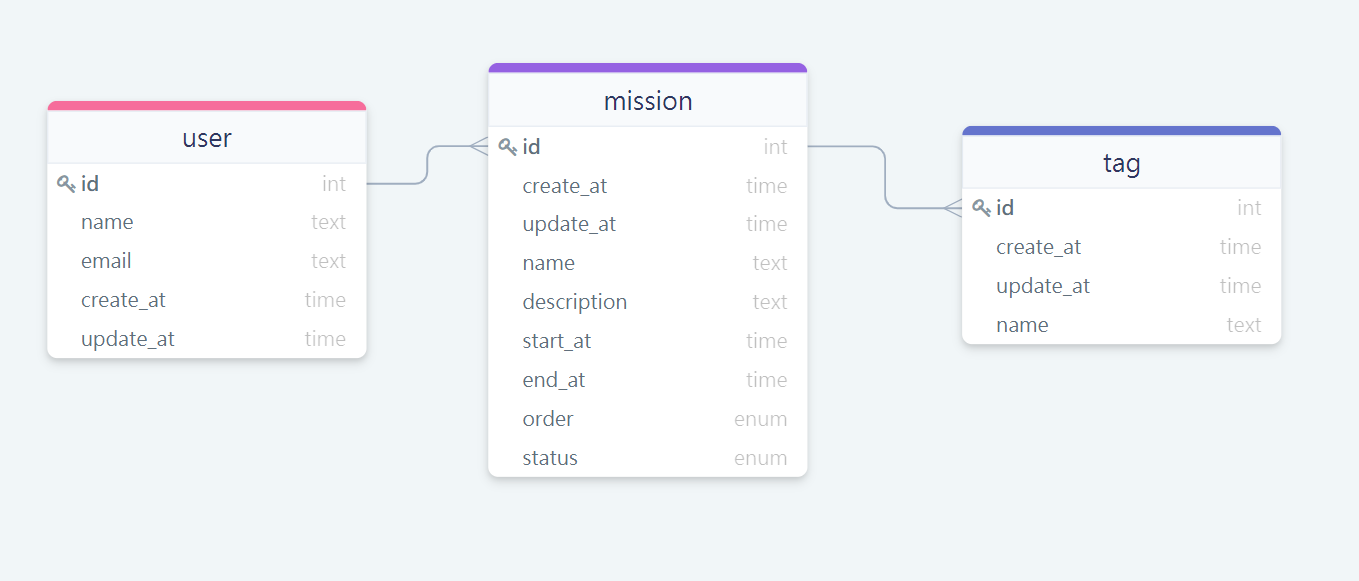 user
id int
name text
email text
create_at time
update_at time
mission
id int
create_at time
update_at time
name text
description text
start_at time
end_at time
order enum
status enum
tag
id int
create_at time
update_at time
name text